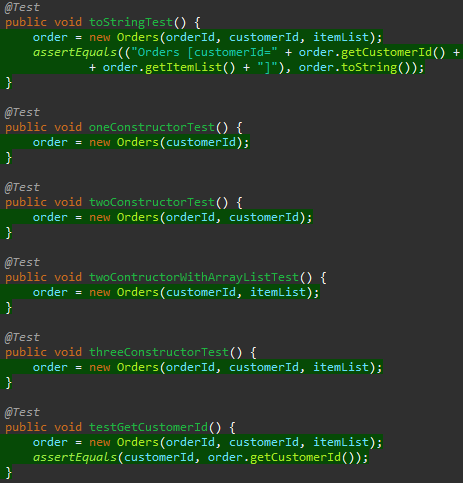 @Test
public void toStringTest() {
    order = new Orders(orderId, customerId, itemList);
    assertEquals(("Orders [customerId=" + order.getCustomerId() +
            + order.getItemList() + "]"), order.toString());
}

@Test
public void oneConstructorTest() {
    order = new Orders(customerId);
}

@Test
public void twoConstructorTest() {
    order = new Orders(orderId, customerId);
}

@Test
public void twoContructorWithArrayListTest() {
    order = new Orders(customerId, itemList);
}

@Test
public void threeConstructorTest() {
    order = new Orders(orderId, customerId, itemList);
}

@Test
public void testGetCustomerId() {
    order = new Orders(orderId, customerId, itemList);
    assertEquals(customerId, order.getCustomerId());
}